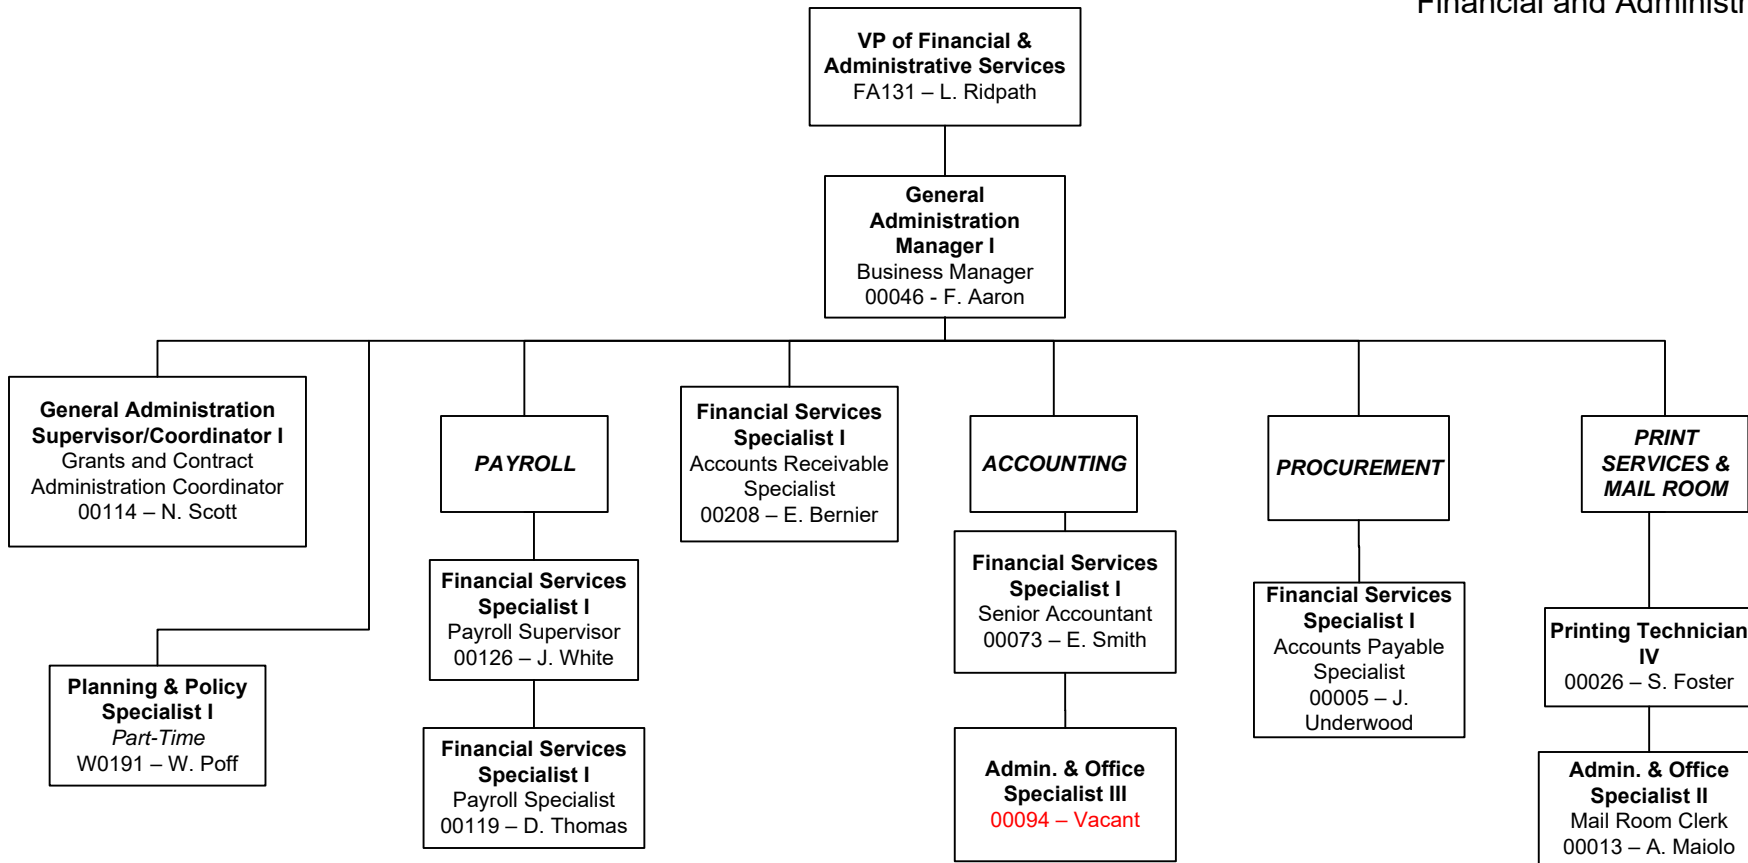 Financial and Administr
VP of Financial &
Administrative Services
FA131 – L. Ridpath
General
Administration
Manager I
Business Manager
00046 - F. Aaron
General Administration
Supervisor/Coordinator I
Grants and Contract
Administration Coordinator
00114 – N. Scott
Planning & Policy
Specialist I
Part-Time
W0191 – W. Poff
PAYROLL
Financial Services
Specialist I
Payroll Supervisor
00126 – J. White
Financial Services
Specialist I
Payroll Specialist
00119 – D. Thomas
Financial Services
Specialist I
Accounts Receivable
Specialist
00208 – E. Bernier
ACCOUNTING
Financial Services
Specialist I
Senior Accountant
00073 – E. Smith
Admin. & Office
Specialist III
00094 – Vacant
PROCUREMENT
Financial Services
Specialist I
Accounts Payable
Specialist
00005 – J.
Underwood
PRINT
SERVICES &
MAIL ROOM
Printing Technician
IV
00026 – S. Foster
Admin. & Office
Specialist II
Mail Room Clerk
00013 – A. Maiolo